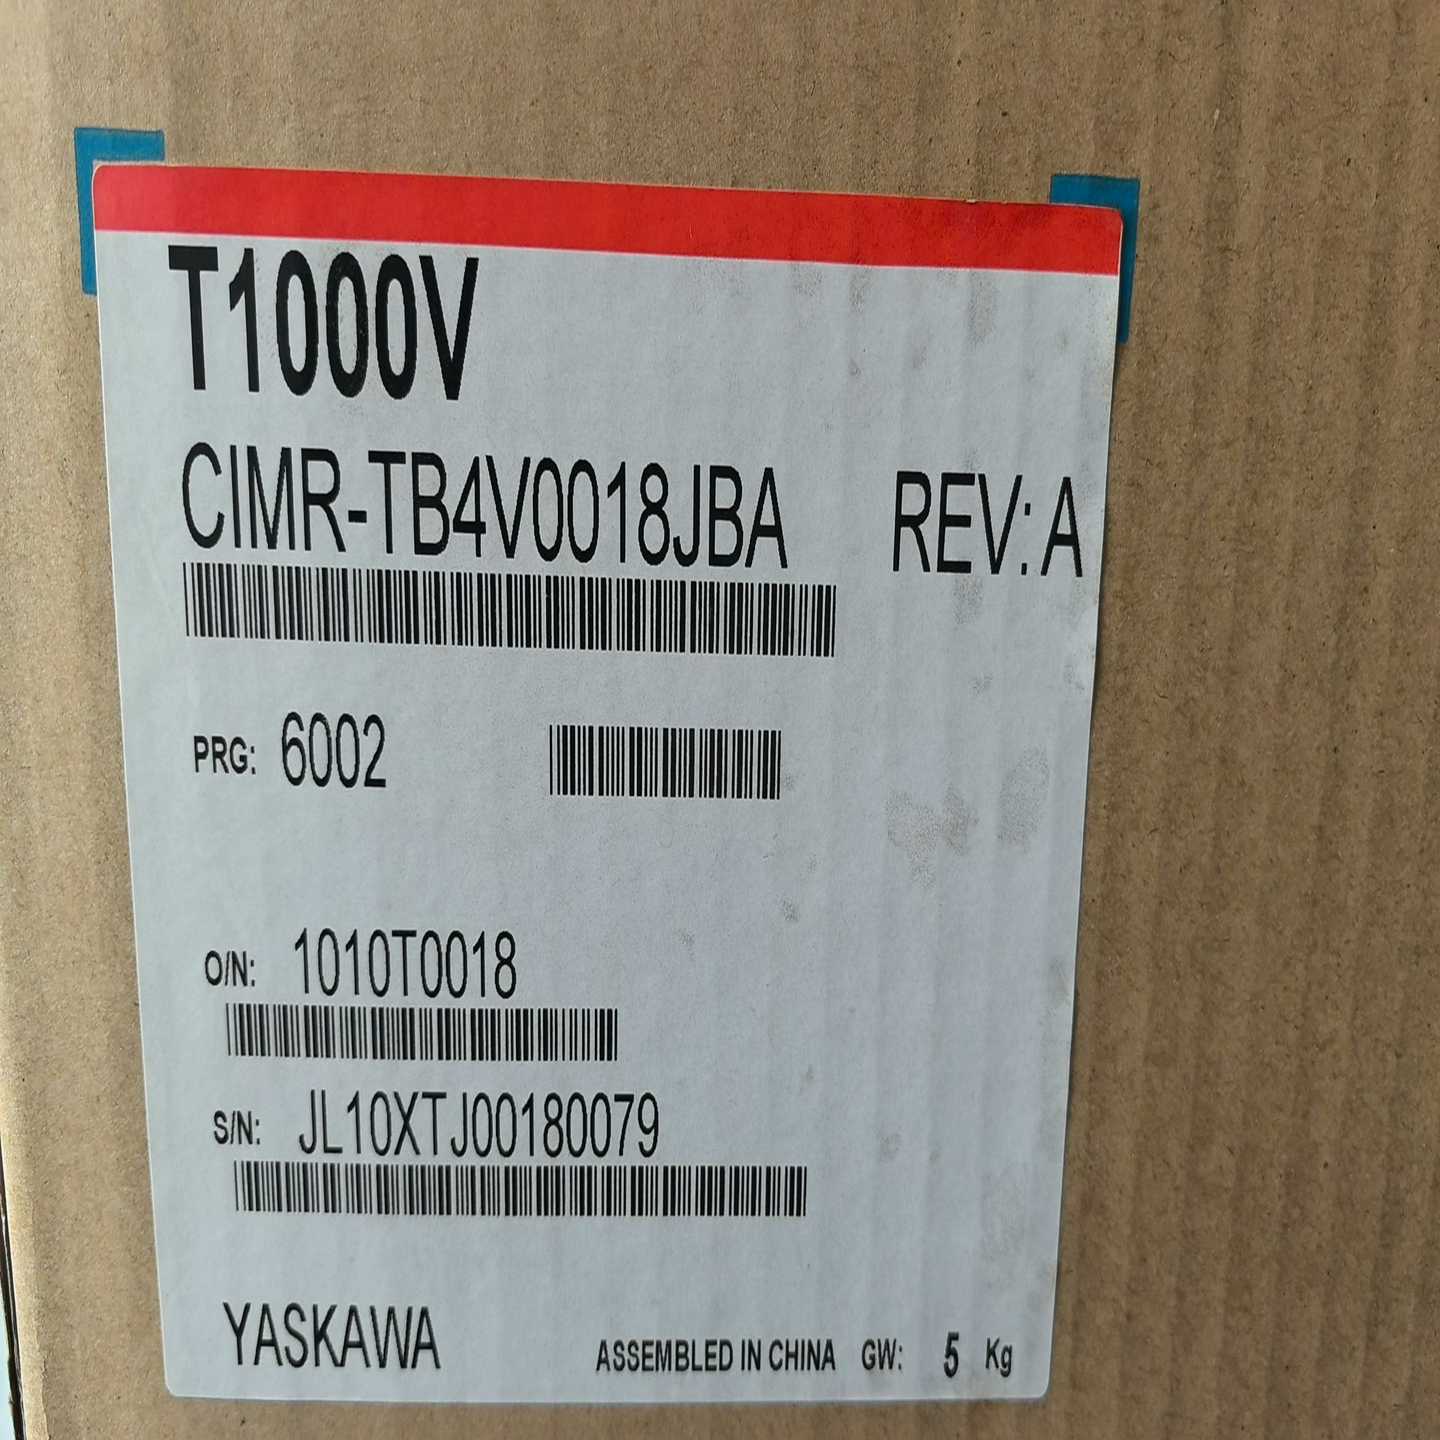 T1000V
CIMR-TB4V0018JBA REV: A
PRG: 6002
O/N: 1010T0018
S/N: JL10XTJ00180079
YASKAWA ASSEMBLED IN CHINA GW: 5 Kg